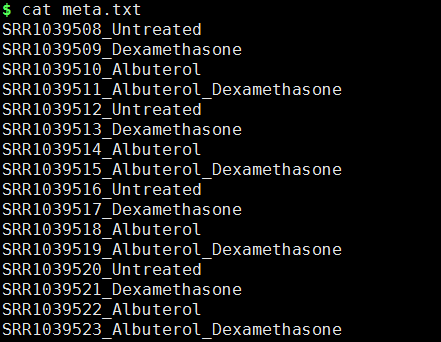 $ cat meta.txt
SRR1039508_Untreated
SRR1039509_Dexamethasone
SRR1039510_Albuterol
SRR1039511_Albuterol_Dexamethasone
SRR1039512_Untreated
SRR1039513_Dexamethasone
SRR1039514_Albuterol
SRR1039515_Albuterol_Dexamethasone
SRR1039516_Untreated
SRR1039517_Dexamethasone
SRR1039518_Albuterol
SRR1039519_Albuterol_Dexamethasone
SRR1039520_Untreated
SRR1039521_Dexamethasone
SRR1039522_Albuterol
SRR1039523_Albuterol_Dexamethasone